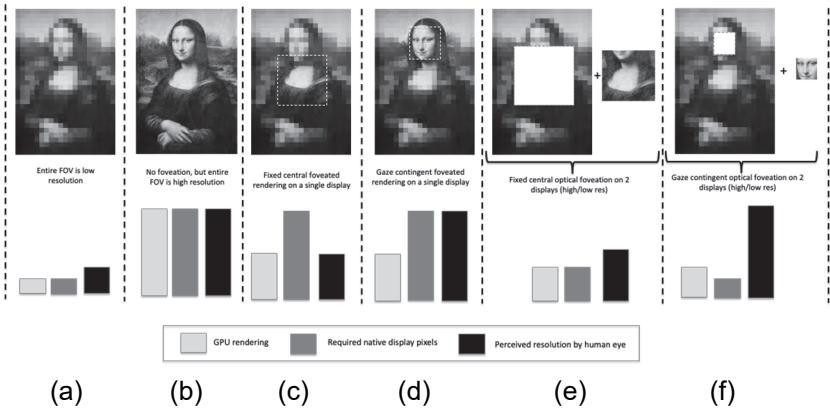 +
+
Entire FOV is low
resolution
No foveation, but entire
FOV is high resolution
Fixed central foveated
rendering on a single display
Gaze contingent foveated
rendering on a single display
Fixed central optical foveation on 2
displays (high/low res)
Gaze contingent optical foveation on 2
displays (high/low res)
GPU rendering
Required native display pixels
Perceived resolution by human eye
(a)
(b)
(c)
(d)
(e)
(f)